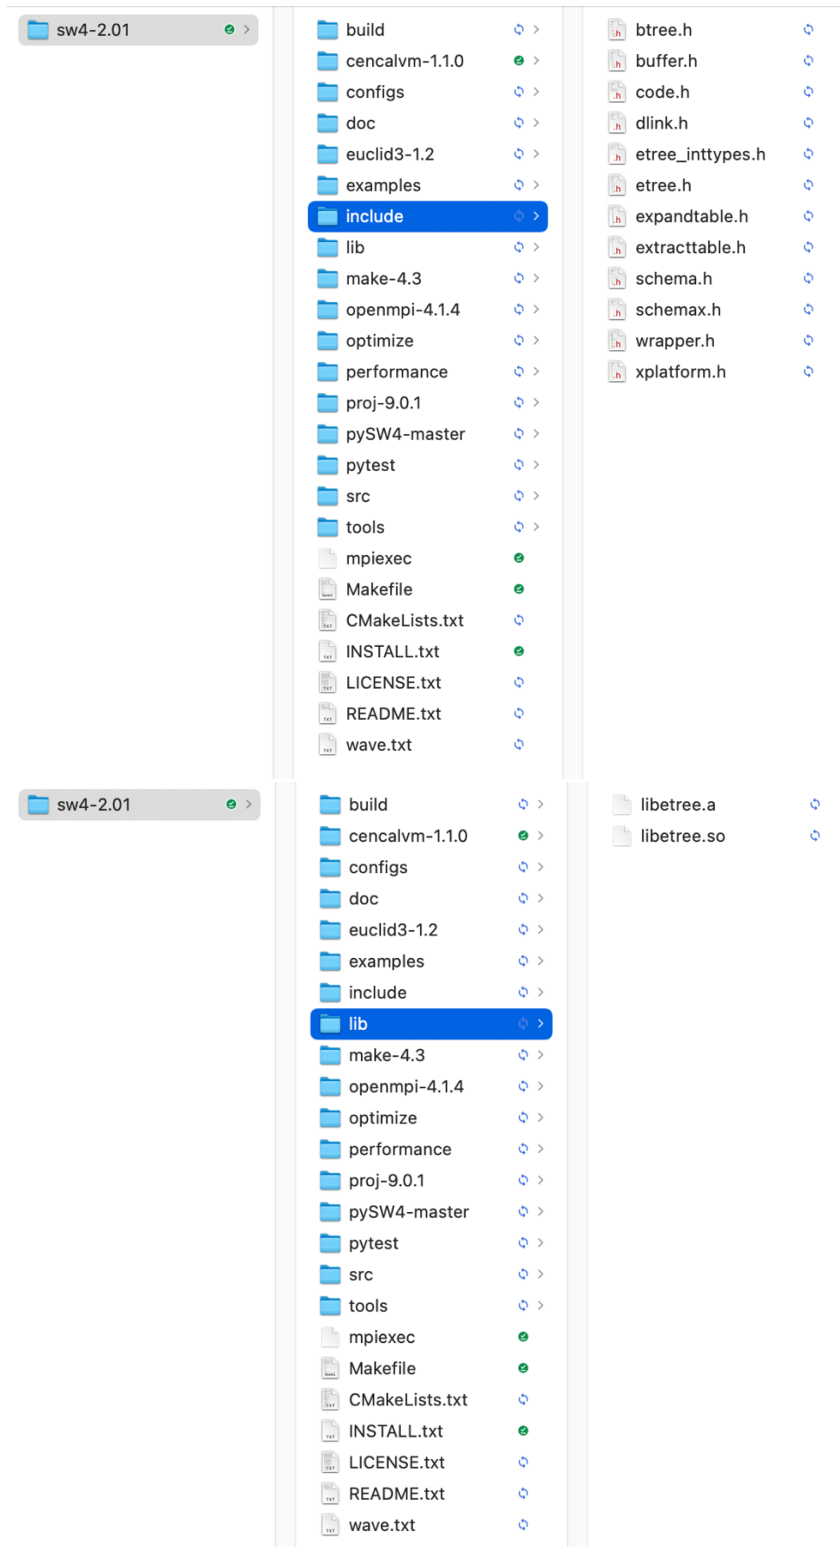 sw4-2.01
build
cencalvm-1.1.0
configs
doc
euclid3-1.2
examples
include
lib
make-4.3
openmpi-4.1.4
optimize
performance
proj-9.0.1
pySW4-master
pytest
src
tools
mpiexec
Makefile
CMakeLists.txt
INSTALL.txt
LICENSE.txt
README.txt
wave.txt
btree.h
buffer.h
code.h
dlink.h
etree_inttypes.h
etree.h
expandtable.h
extracttable.h
schema.h
schemax.h
wrapper.h
xplatform.h
sw4-2.01
build
cencalvm-1.1.0
configs
doc
euclid3-1.2
examples
include
lib
make-4.3
openmpi-4.1.4
optimize
performance
proj-9.0.1
pySW4-master
pytest
src
tools
mpiexec
Makefile
CMakeLists.txt
INSTALL.txt
LICENSE.txt
README.txt
wave.txt
libetree.a
libetree.so